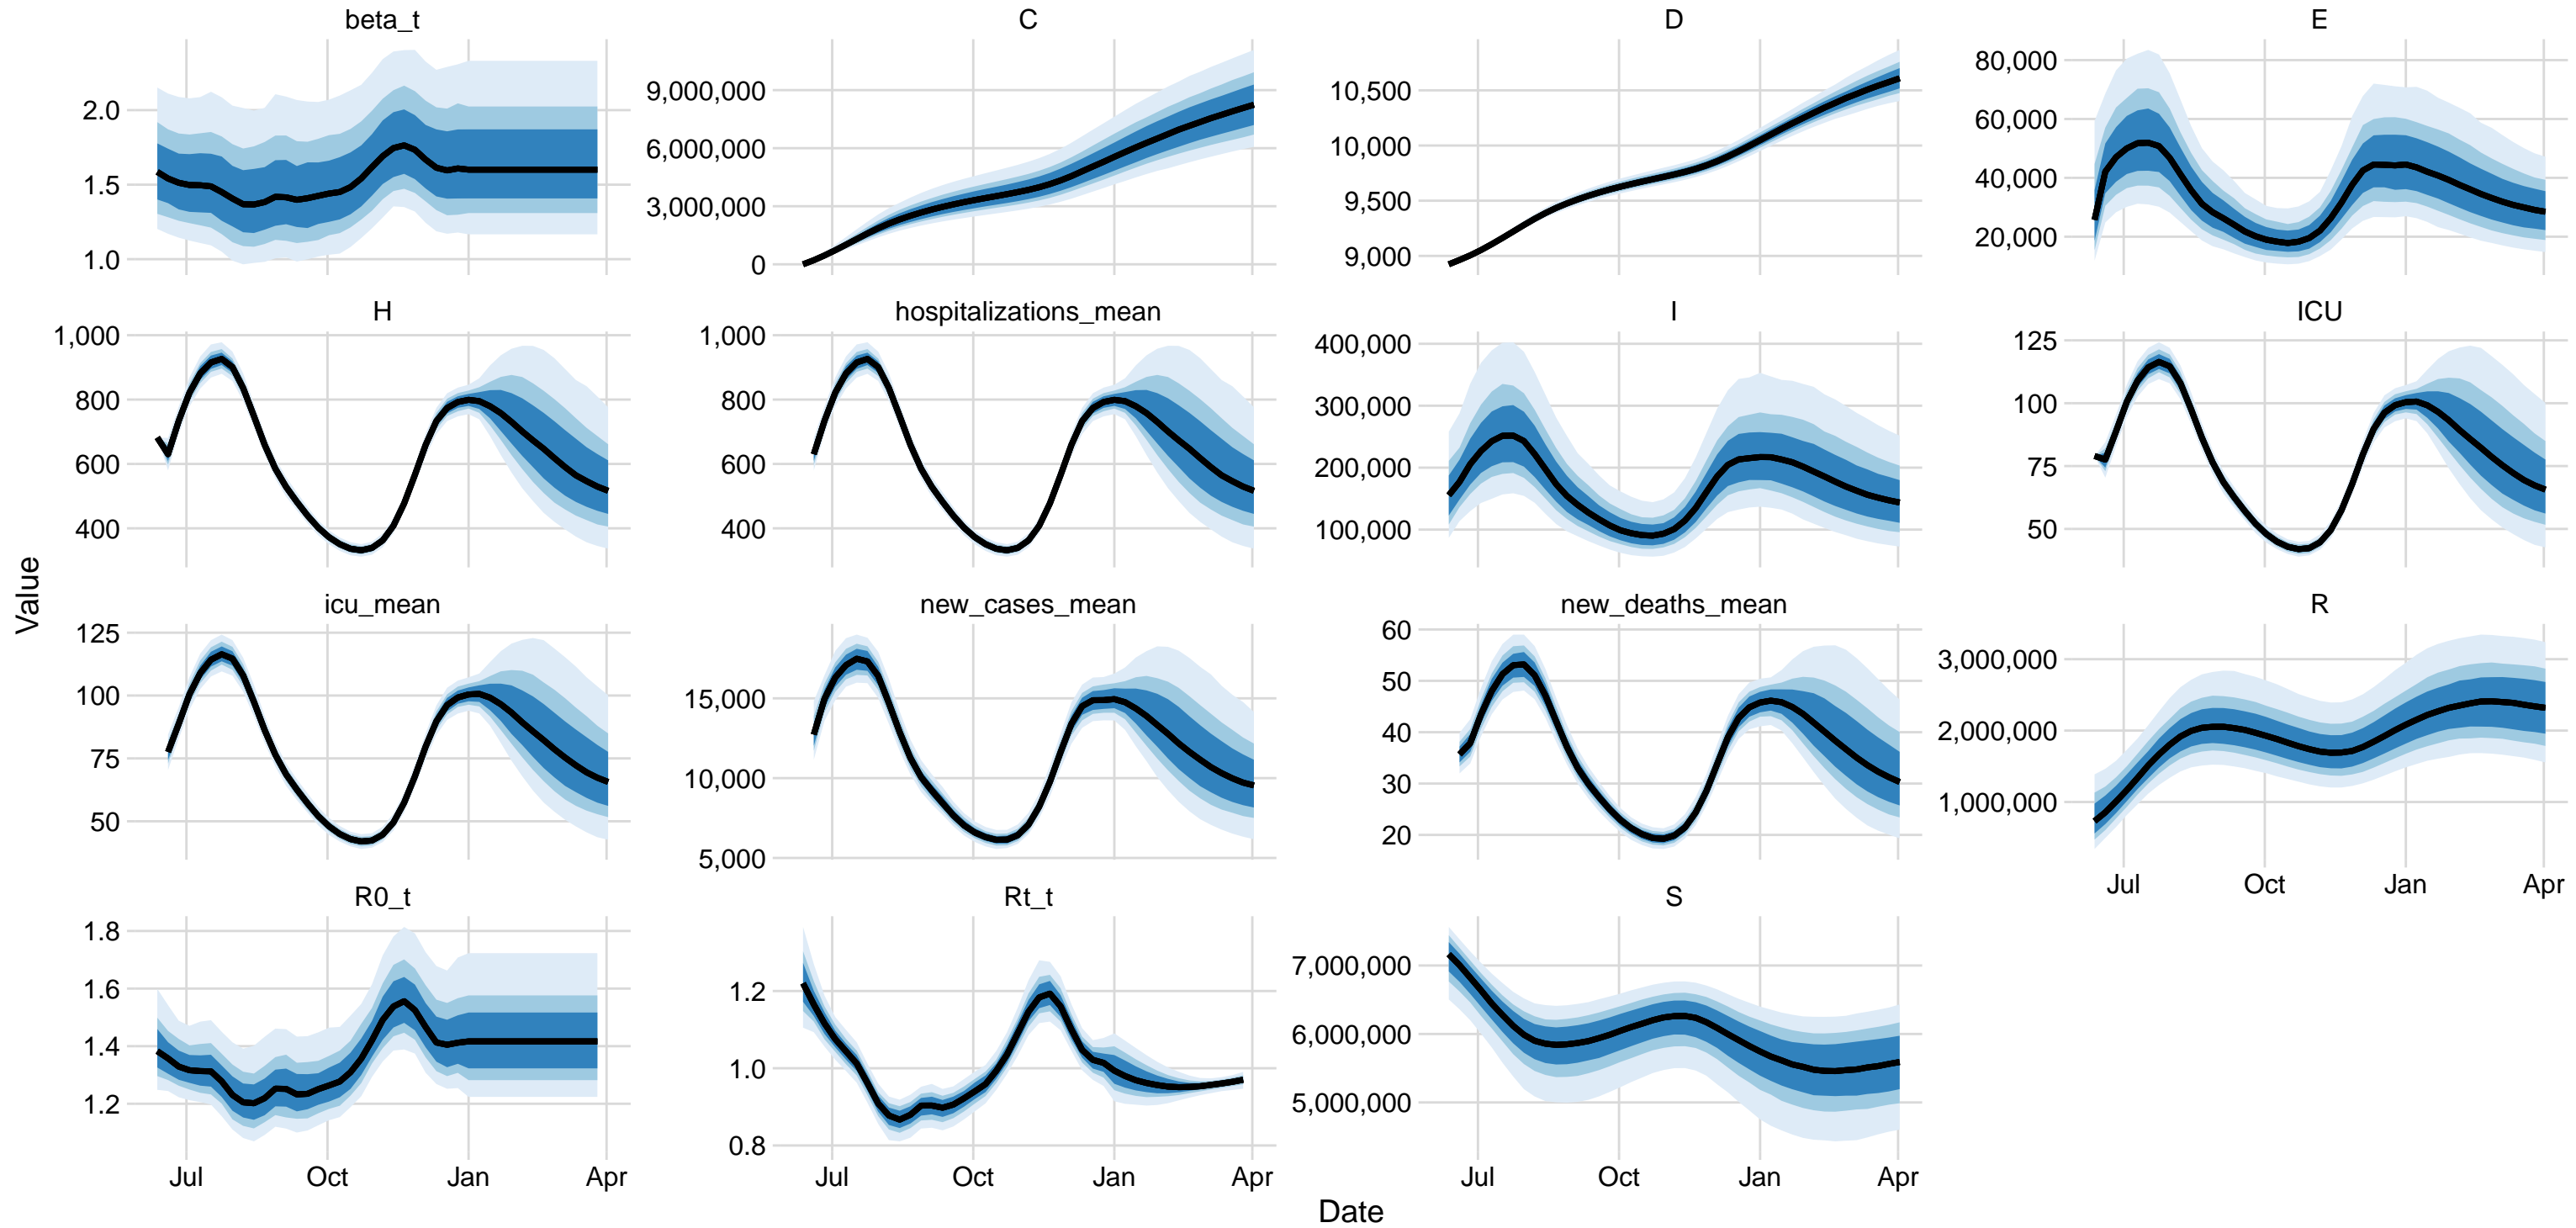 beta_t
C
D
E
2.0
1.5
1.0
9,000,000
6,000,000
3,000,000
0
10,500
10,000
9,500
9,000
80,000
60,000
40,000
20,000
H
hospitalizations_mean
I
ICU
1,000
800
600
400
1,000
800
600
400
400,000
300,000
200,000
100,000
125
100
75
50
Value
icu_mean
new_cases_mean
new_deaths_mean
R
125
100
75
50
15,000
10,000
5,000
60
50
40
30
20
3,000,000
2,000,000
1,000,000
Jul Oct Jan Apr
R0_t
Rt_t
S
1.8
1.6
1.4
1.2
1.2
1.0
0.8
7,000,000
6,000,000
5,000,000
Jul Oct Jan Apr
Jul Oct Jan Apr
Jul Oct Jan Apr
Date